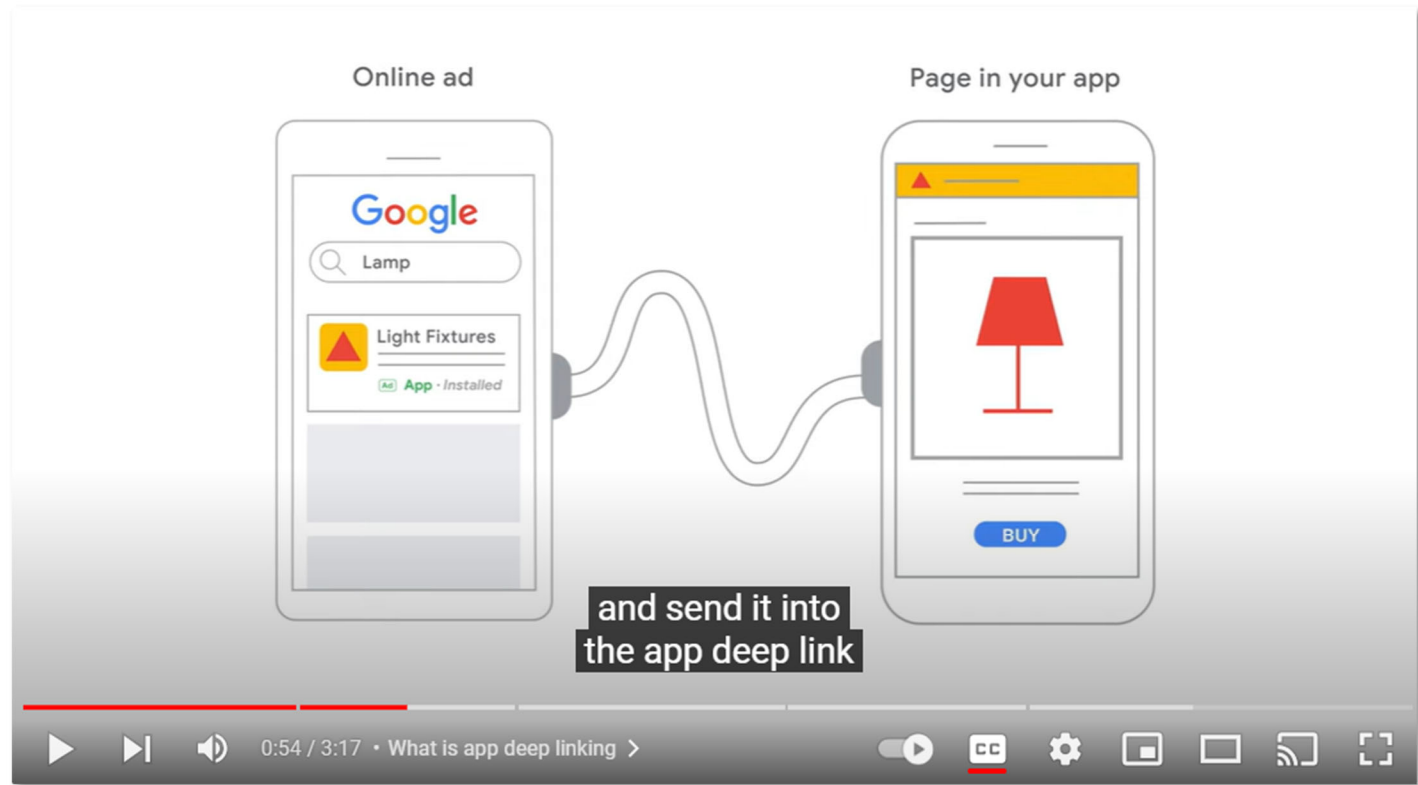 Online ad
Page in your app
Google
Lamp
Light Fixtures
Ad App · Installed
BUY
and send it into
the app deep link
0:54 / 3:17 • What is app deep linking >
CC